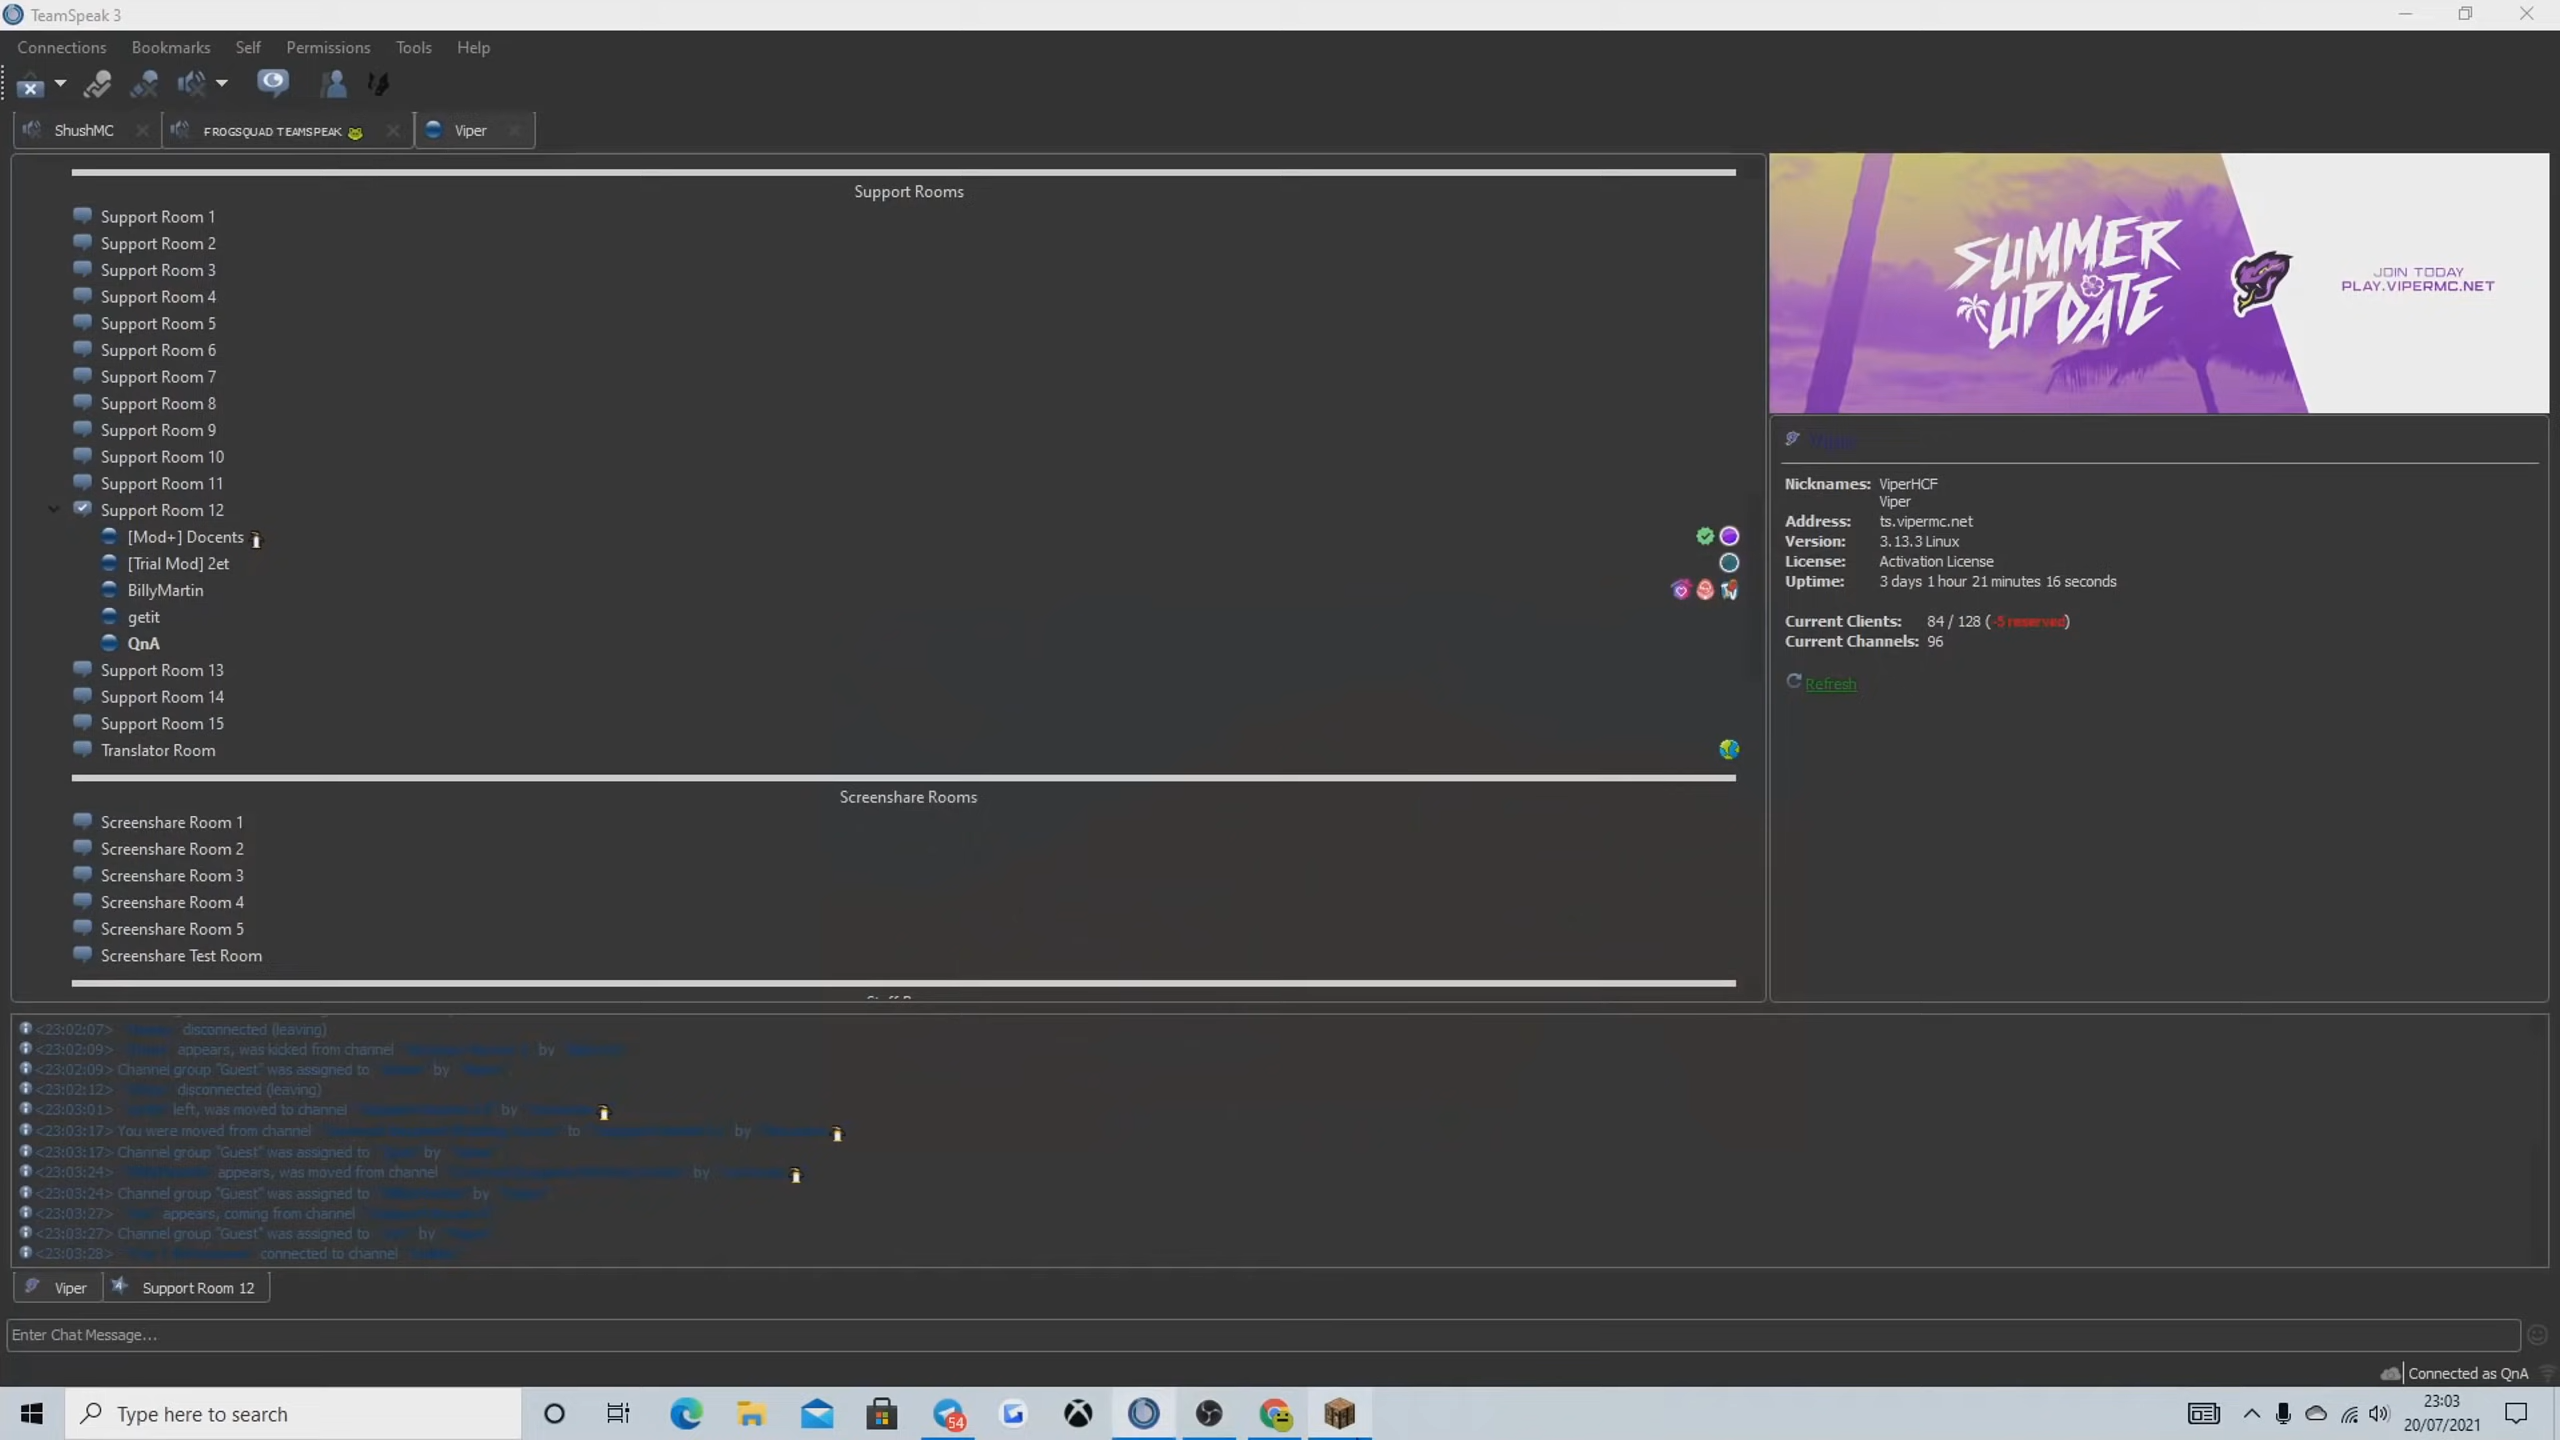 TeamSpeak 3
Connections Bookmarks Self Permissions Tools Help
ShushMC FROGSQUAD TEAMSPEAK Viper
Support Rooms
Support Room 1
Support Room 2
Support Room 3
Support Room 4
Support Room 5
Support Room 6
Support Room 7
Support Room 8
Support Room 9
Support Room 10
Support Room 11
Support Room 12
[Mod+] Docents
[Trial Mod] 2et
BillyMartin
getit
QnA
Support Room 13
Support Room 14
Support Room 15
Translator Room
Screenshare Rooms
Screenshare Room 1
Screenshare Room 2
Screenshare Room 3
Screenshare Room 4
Screenshare Room 5
Screenshare Test Room
SUMMER
UPDATE
JOIN TODAY
PLAY.VIPERMC.NET
Nicknames: ViperHCF
Viper
Address: ts.vipermc.net
Version: 3.13.3 Linux
License: Activation License
Uptime: 3 days 1 hour 21 minutes 16 seconds
Current Clients: 84 / 128 (-5 reserved)
Current Channels: 96
Refresh
<23:02:07> disconnected (leaving)
<23:02:09> appears, was kicked from channel by
<23:02:09> Channel group "Guest" was assigned to by
<23:02:12> disconnected (leaving)
<23:03:01> left, was moved to channel by
<23:03:17> You were moved from channel to by
<23:03:17> Channel group "Guest" was assigned to by
<23:03:24> appears, was moved from channel by
<23:03:24> Channel group "Guest" was assigned to by
<23:03:27> appears, coming from channel
<23:03:27> Channel group "Guest" was assigned to by
<23:03:28> connected to channel
Viper Support Room 12
Enter Chat Message...
Connected as QnA
Type here to search
54
23:03
20/07/2021